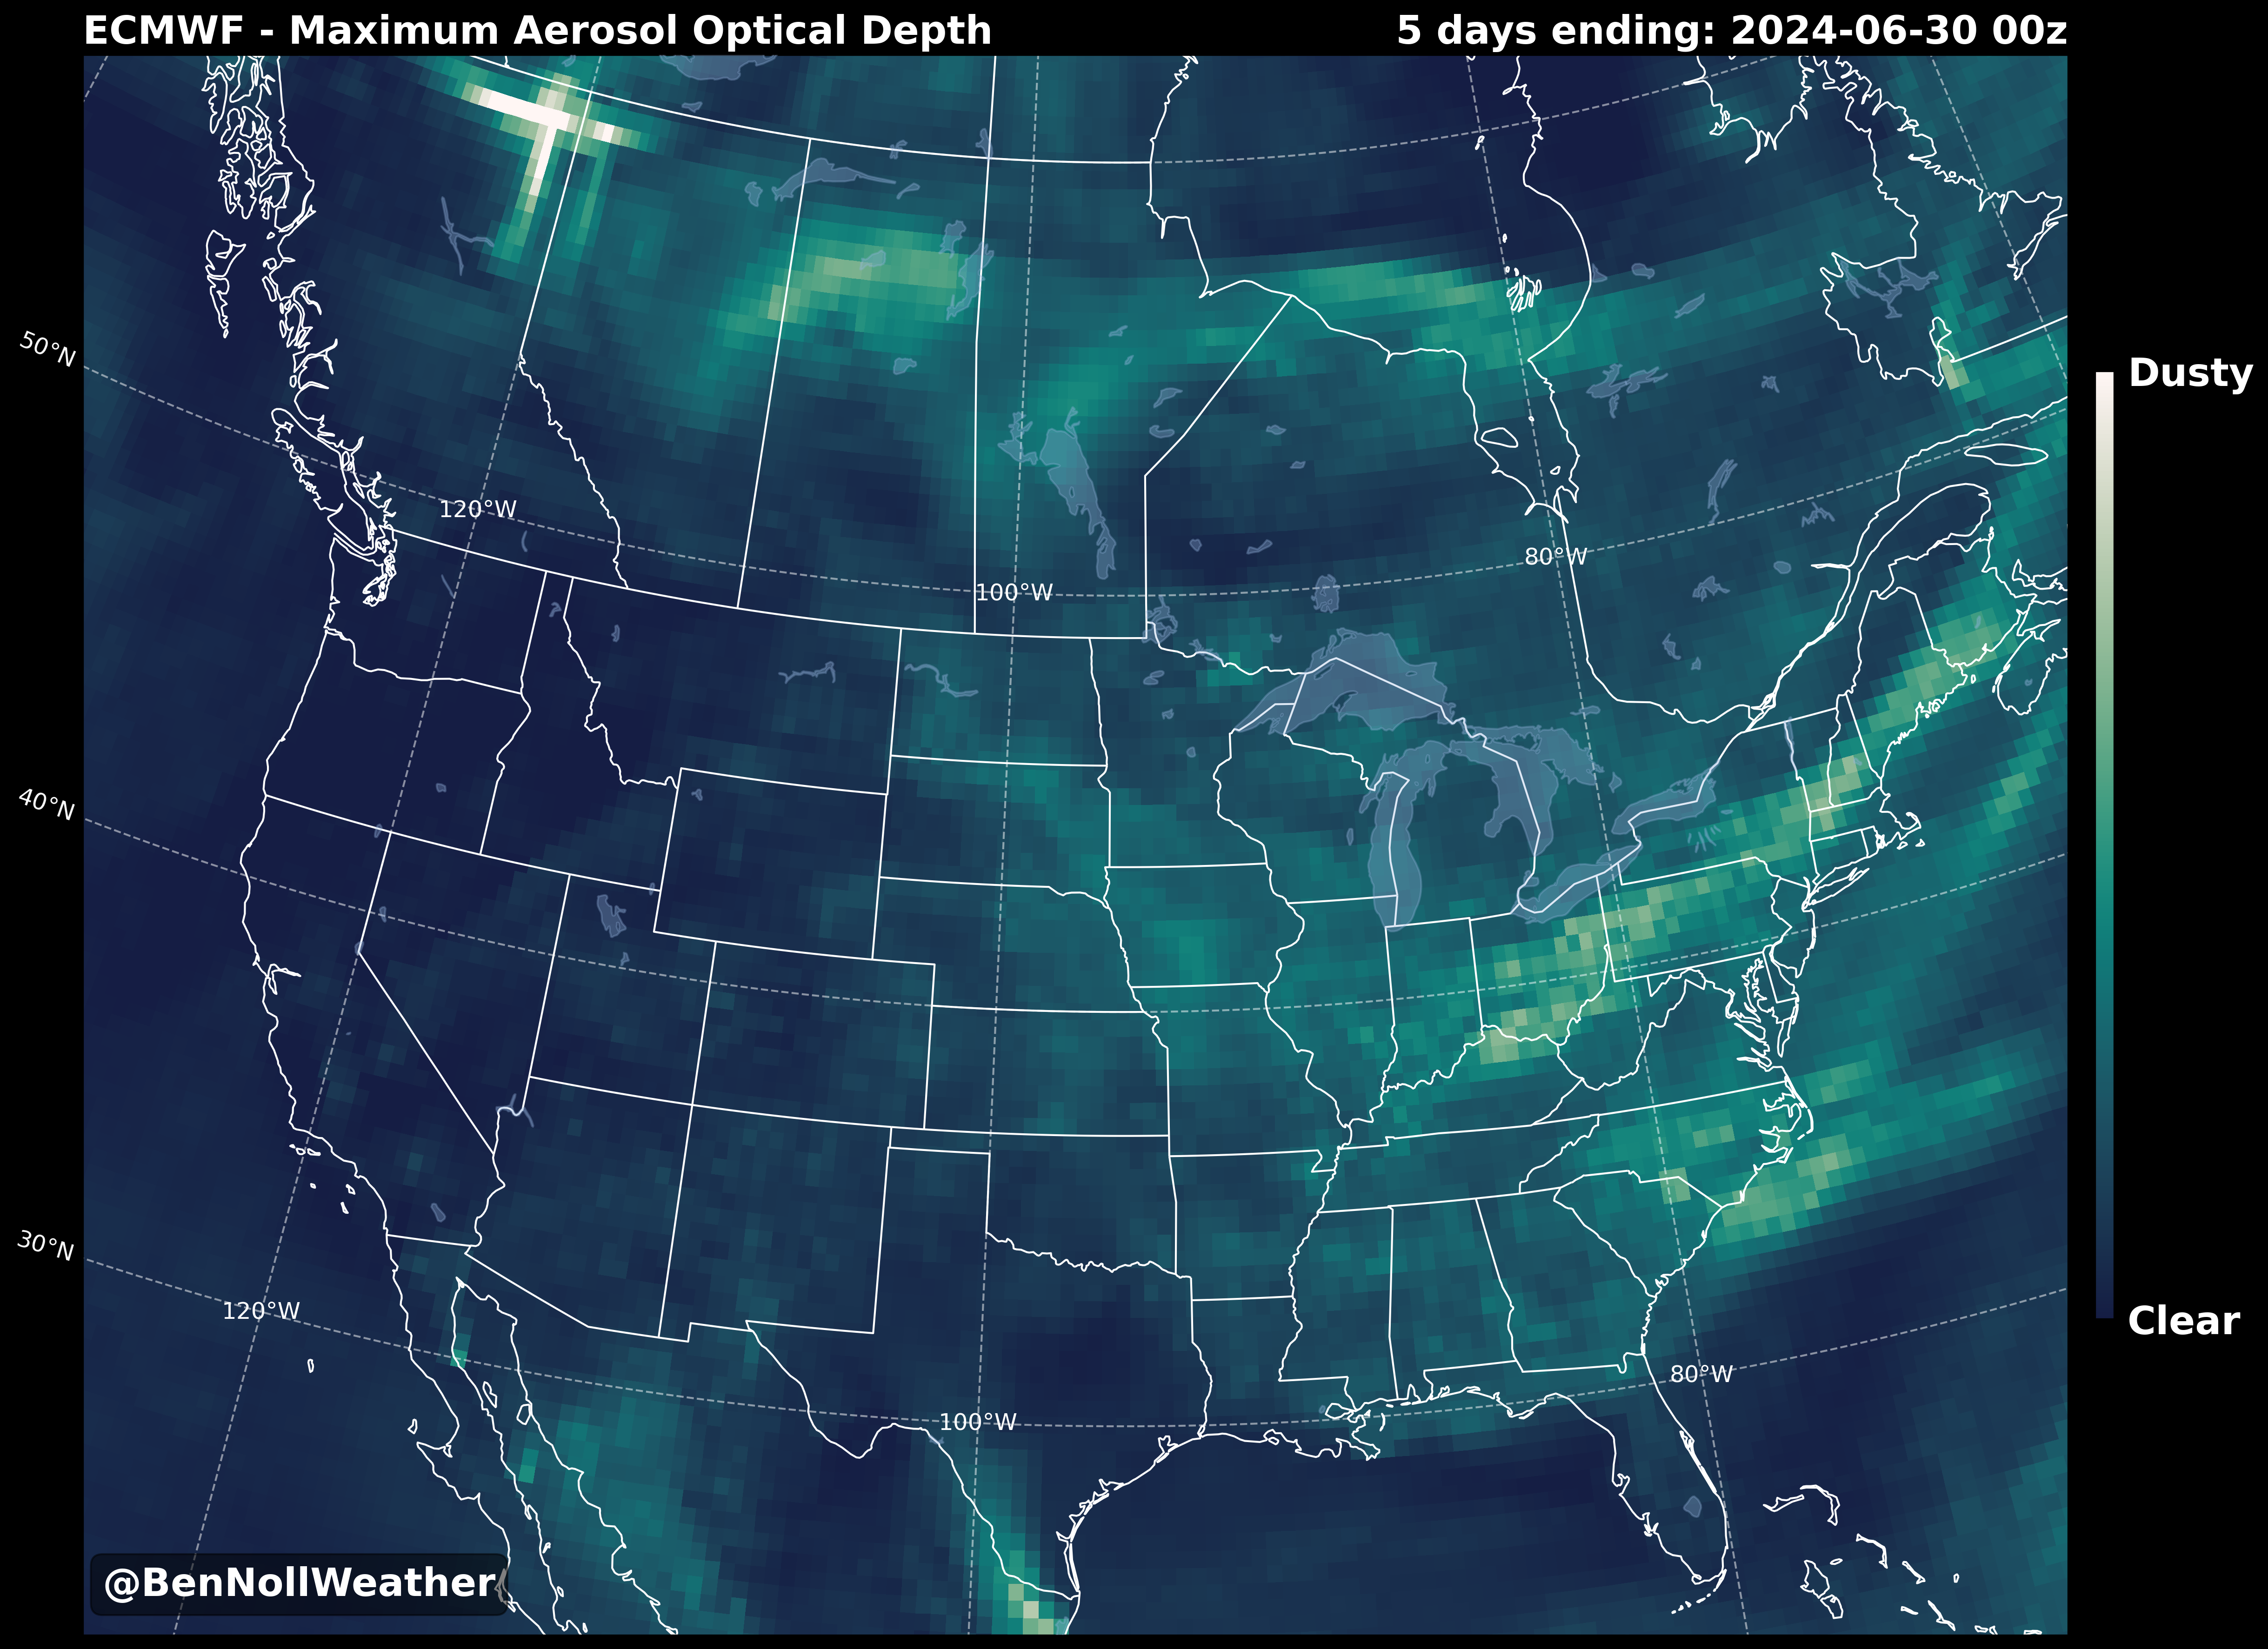 ECMWF - Maximum Aerosol Optical Depth
5 days ending: 2024-06-30 00z
50°N
Dusty
120°W
80°W
100°W
40°N
30°N
120°W
Clear
80°W
100°W
@BenNollWeather